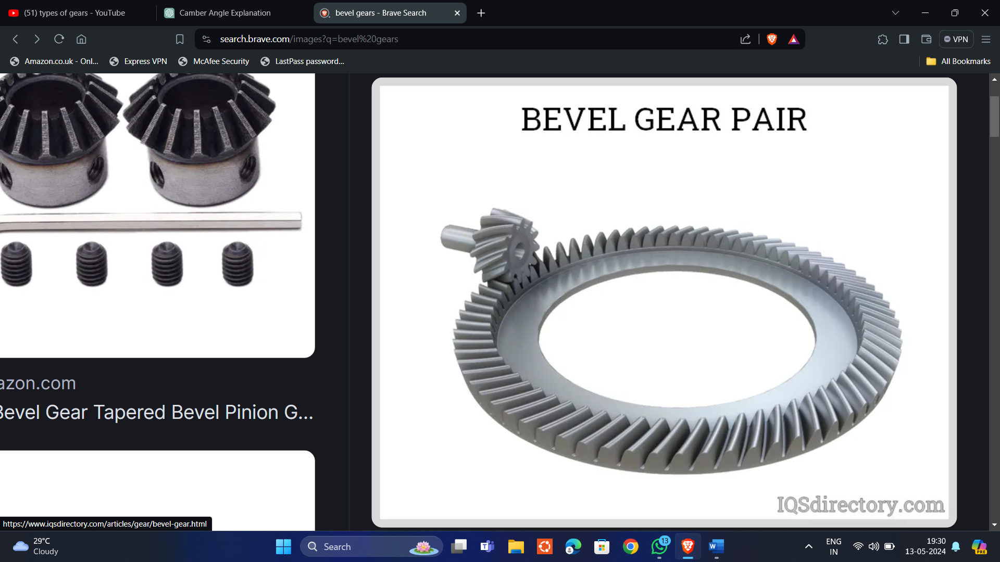 (51) types of gears - YouTube
Camber Angle Explanation
bevel gears - Brave Search
search.brave.com/images?q=bevel%20gears
VPN
Amazon.co.uk - Onl...
Express VPN
McAfee Security
LastPass password...
All Bookmarks
BEVEL GEAR PAIR
azon.com
Bevel Gear Tapered Bevel Pinion G...
IQSdirectory.com
https://www.iqsdirectory.com/articles/gear/bevel-gear.html
29°C
Cloudy
Search
13
ENG
IN
19:30
13-05-2024
PRE